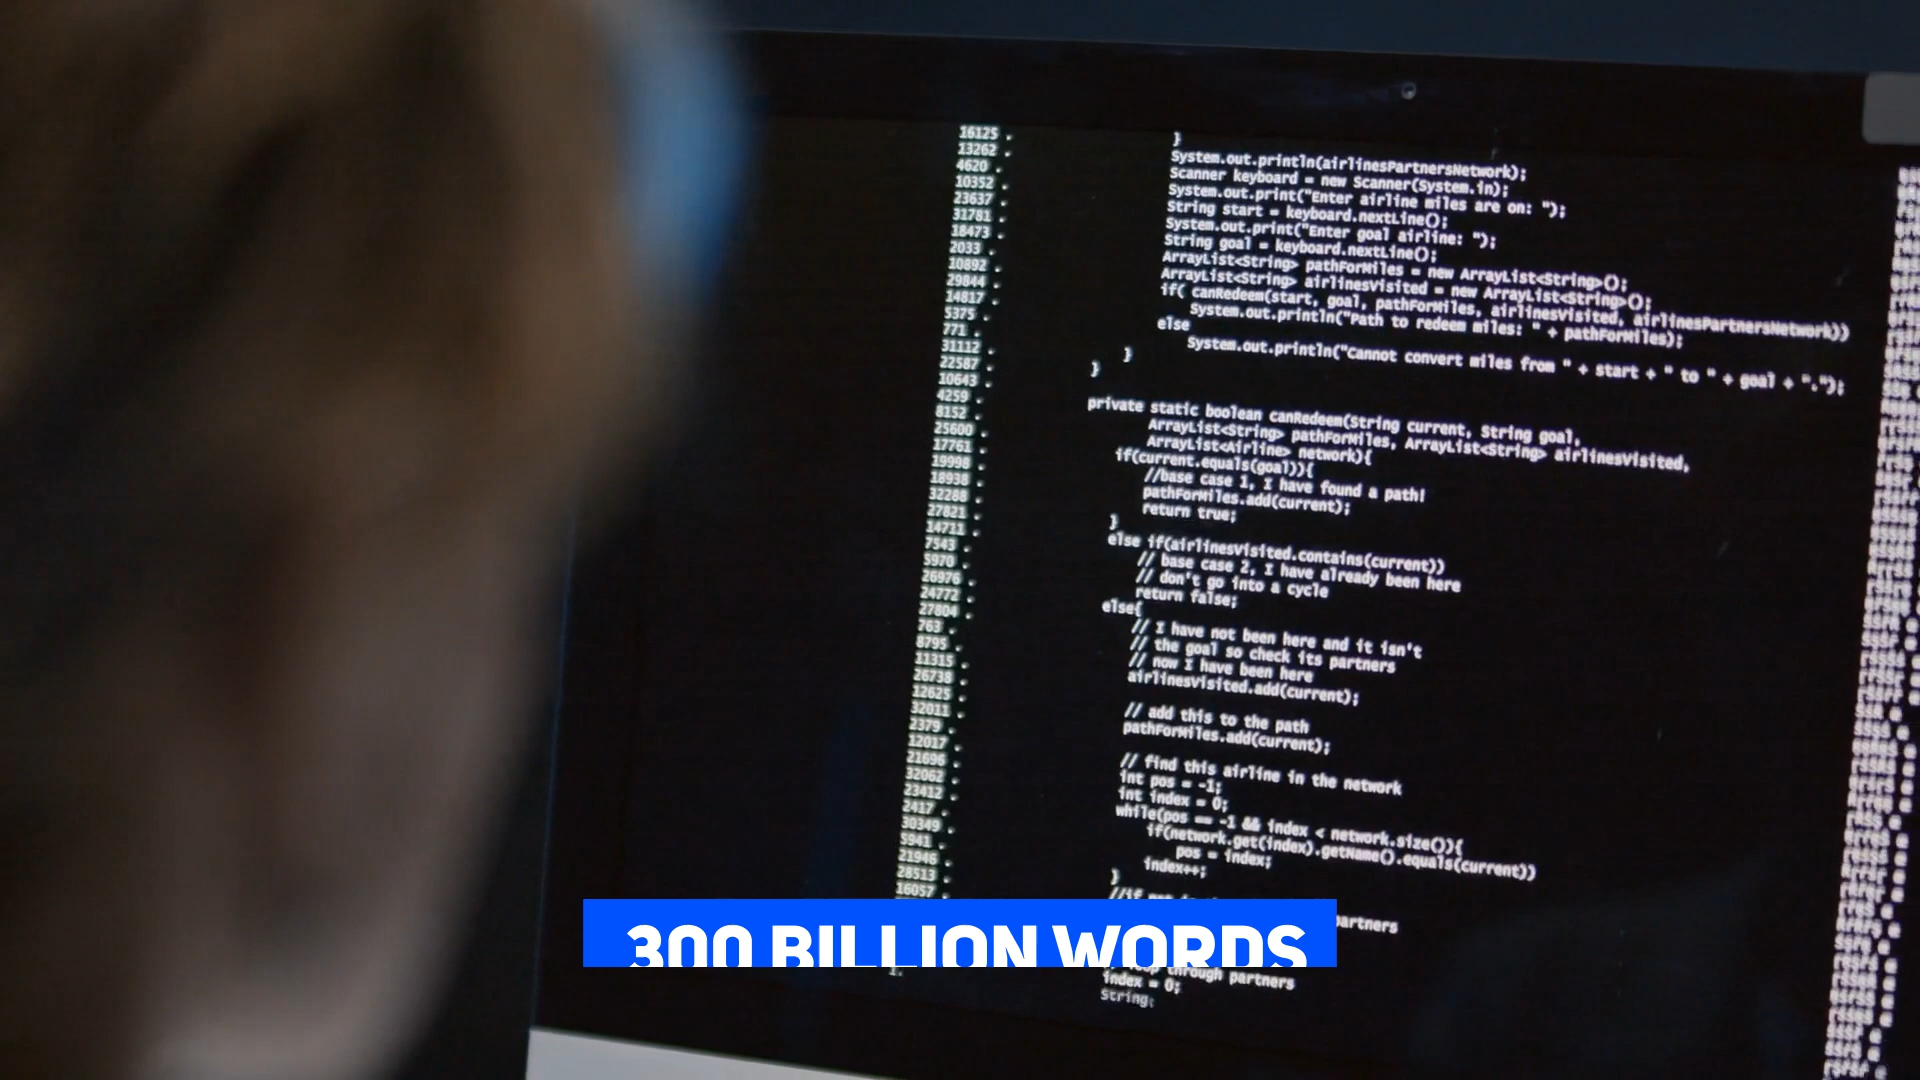 16125 .
13262 .
4620 .
10352 .
23637 .
31781 .
18473 .
2033 .
10892 .
29844 .
14817 .
5375 .
771 .
31112 .
22587 .
10643 .
4259 .
8152 .
25600 .
17761 .
19998 .
18938 .
32288 .
27821 .
14711 .
7543 .
5970 .
26976 .
24772 .
27804 .
763 .
8795 .
11315 .
26738 .
12625 .
32011 .
2379 .
12017 .
21696 .
32062 .
23412 .
2417 .
30349 .
5941 .
21946 .
28513 .
16057 .
}
System.out.println(airlinesPartnersNetwork);
Scanner keyboard = new Scanner(System.in);
System.out.print("Enter airline miles are on: ");
String start = keyboard.nextLine();
System.out.print("Enter goal airline: ");
String goal = keyboard.nextLine();
ArrayList<String> pathForMiles = new ArrayList<String>();
ArrayList<String> airlinesVisited = new ArrayList<String>();
if( canRedeem(start, goal, pathForMiles, airlinesVisited, airlinesPartnersNetwork))
System.out.println("Path to redeem miles: " + pathForMiles);
else
System.out.println("Cannot convert miles from " + start + " to " + goal + ".");
}
}
private static boolean canRedeem(String current, String goal,
ArrayList<String> pathForMiles, ArrayList<String> airlinesVisited,
ArrayList<Airline> network){
if(current.equals(goal)){
//base case 1, I have found a path!
pathForMiles.add(current);
return true;
}
else if(airlinesVisited.contains(current))
// base case 2, I have already been here
// don't go into a cycle
return false;
else{
// I have not been here and it isn't
// the goal so check its partners
// now I have been here
airlinesVisited.add(current);
// add this to the path
pathForMiles.add(current);
// find this airline in the network
int pos = -1;
int index = 0;
while(pos == -1 && index < network.size()){
if(network.get(index).getName().equals(current))
pos = index;
index++;
}
//if
partners
300 BILLION WORDS
through partners
index = 0;
String